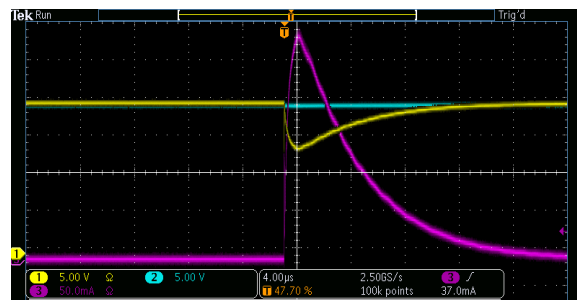 Tek Run Trig'd
T
T
1
1 5.00 V Ω 2 5.00 V 4.00µs 2.50GS/s 3 ∫
3 50.0mA Ω T 47.70 % 100k points 37.0mA